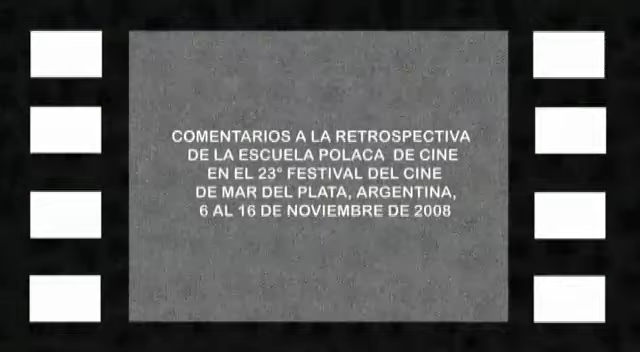 COMENTARIOS A LA RETROSPECTIVA
DE LA ESCUELA POLACA DE CINE
EN EL 23° FESTIVAL DEL CINE
DE MAR DEL PLATA, ARGENTINA,
6 AL 16 DE NOVIEMBRE DE 2008